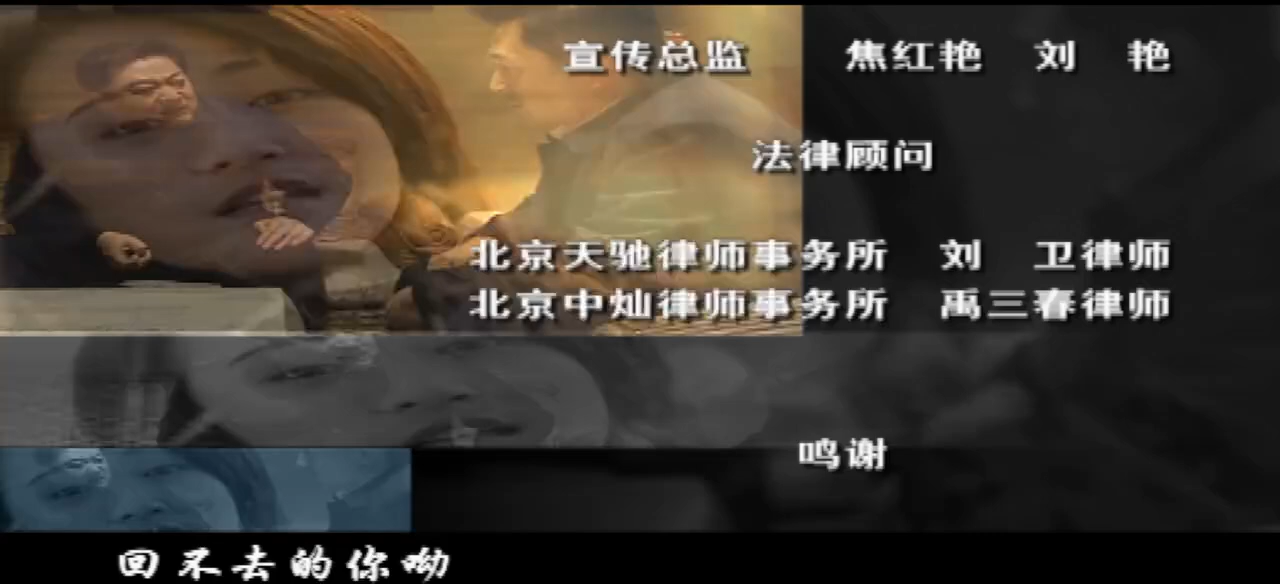 宣传总监 焦红艳 刘 艳
法律顾问
北京天驰律师事务所 刘 卫律师
北京中灿律师事务所 禹三春律师
鸣谢
回不去的你呦